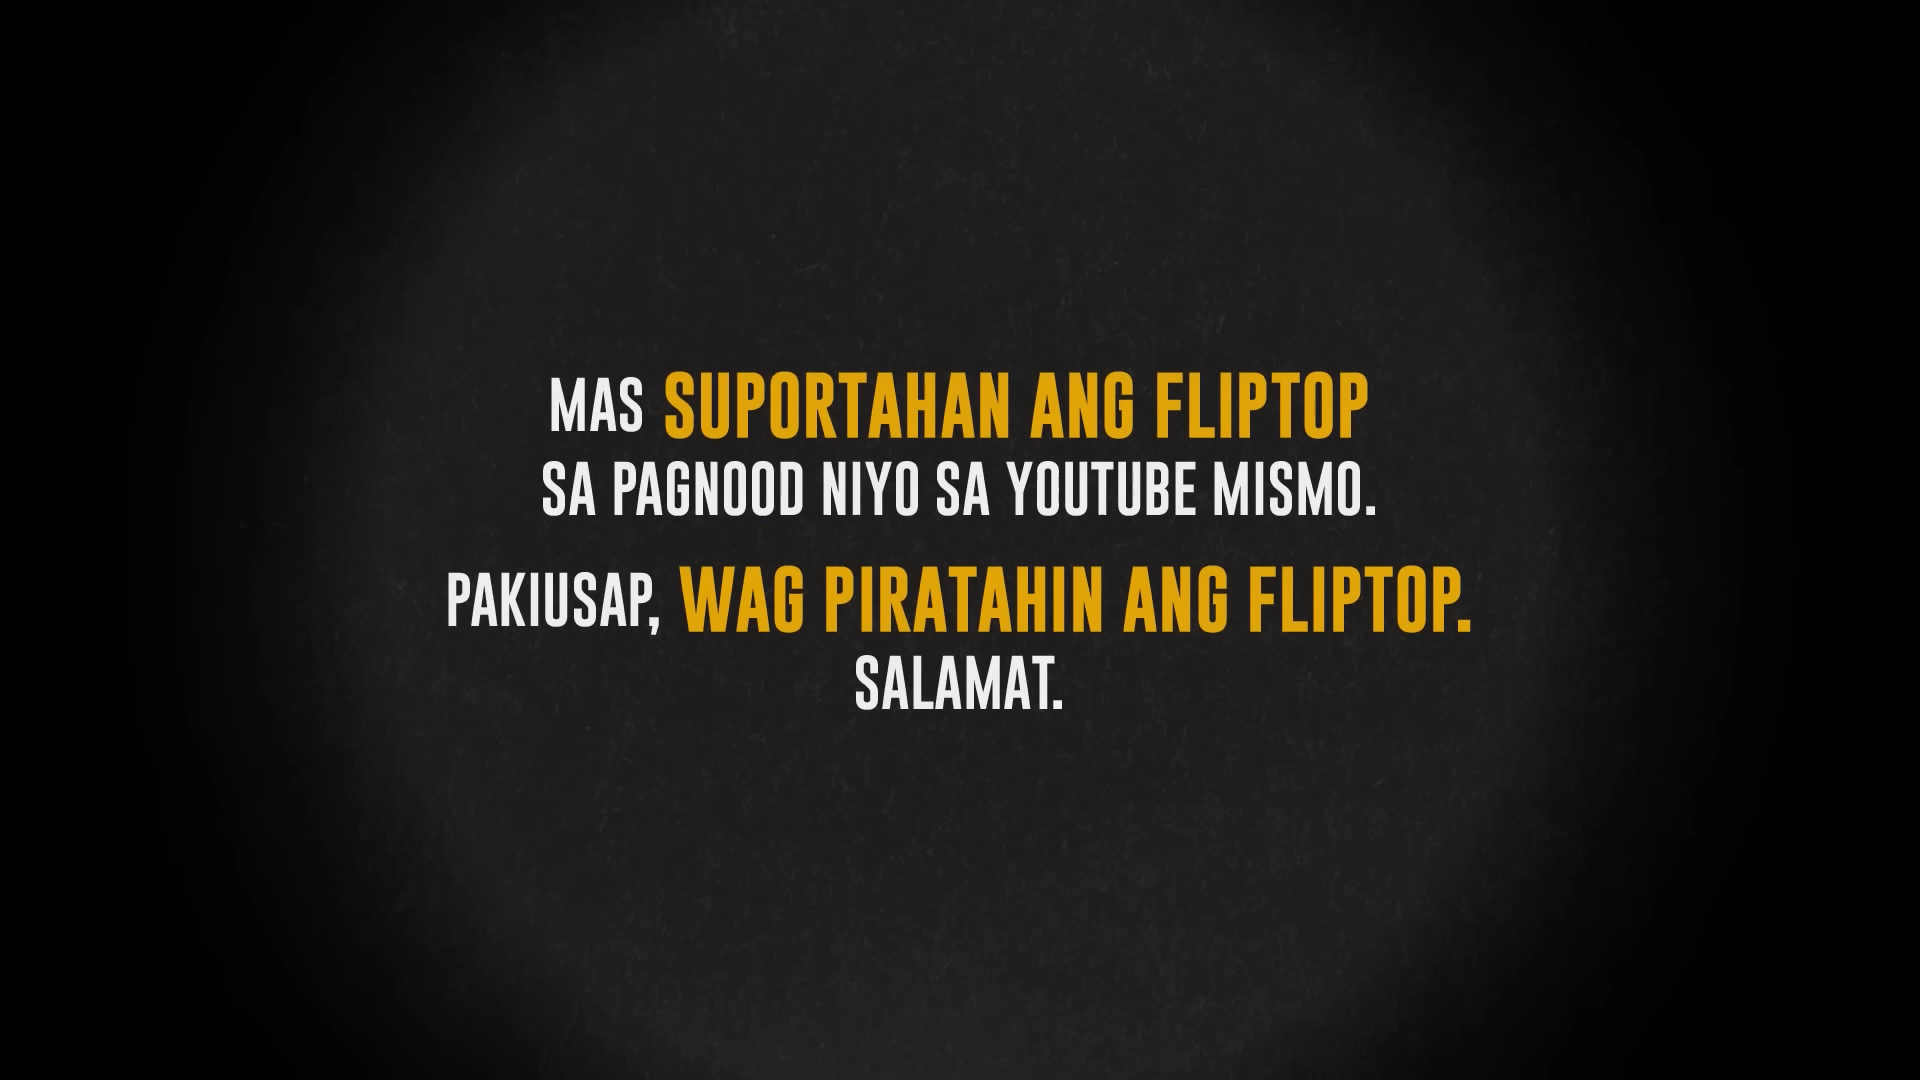 MAS SUPORTAHAN ANG FLIPTOP
SA PAGNOOD NIYO SA YOUTUBE MISMO.
PAKIUSAP, WAG PIRATAHIN ANG FLIPTOP.
SALAMAT.